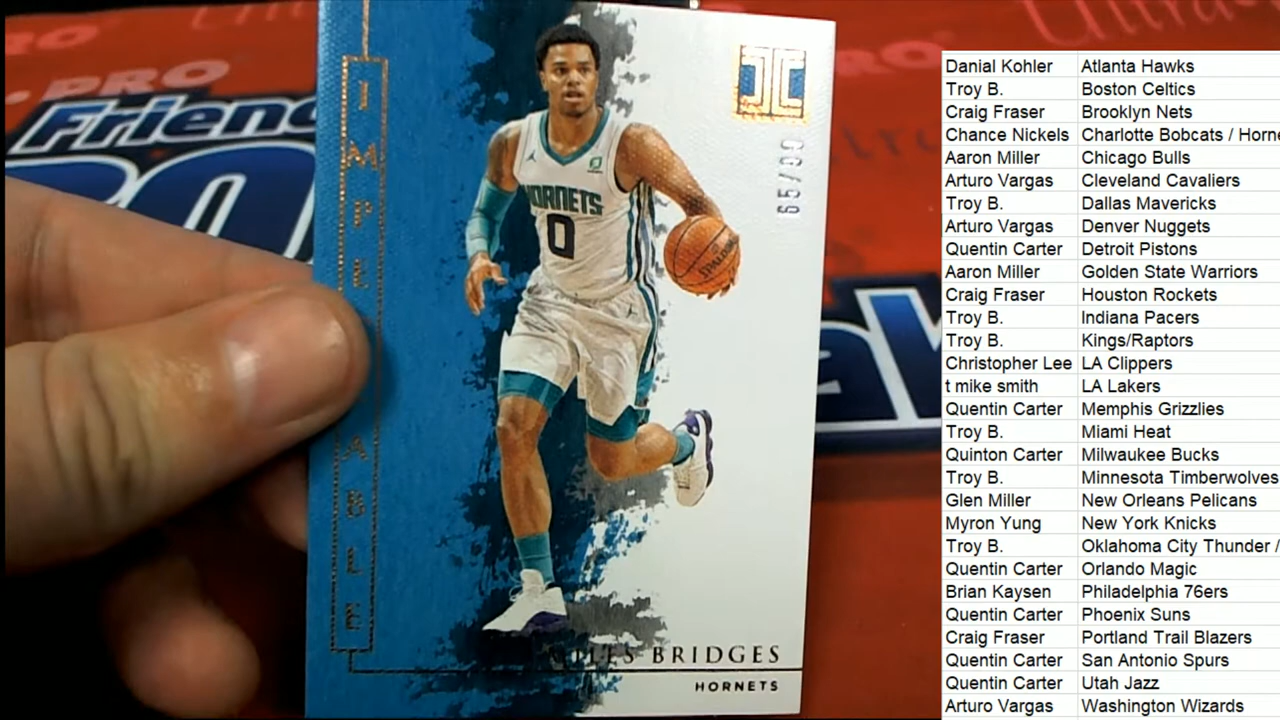 PRO
PRO
Ultra
Friend
IMPECCABLE
65/99
HORNETS
0
SPALDING
MILES BRIDGES
HORNETS
Danial Kohler Atlanta Hawks
Troy B. Boston Celtics
Craig Fraser Brooklyn Nets
Chance Nickels Charlotte Bobcats / Horne
Aaron Miller Chicago Bulls
Arturo Vargas Cleveland Cavaliers
Troy B. Dallas Mavericks
Arturo Vargas Denver Nuggets
Quentin Carter Detroit Pistons
Aaron Miller Golden State Warriors
Craig Fraser Houston Rockets
Troy B. Indiana Pacers
Troy B. Kings/Raptors
Christopher Lee LA Clippers
t mike smith LA Lakers
Quentin Carter Memphis Grizzlies
Troy B. Miami Heat
Quinton Carter Milwaukee Bucks
Troy B. Minnesota Timberwolves
Glen Miller New Orleans Pelicans
Myron Yung New York Knicks
Troy B. Oklahoma City Thunder /
Quentin Carter Orlando Magic
Brian Kaysen Philadelphia 76ers
Quentin Carter Phoenix Suns
Craig Fraser Portland Trail Blazers
Quentin Carter San Antonio Spurs
Quentin Carter Utah Jazz
Arturo Vargas Washington Wizards